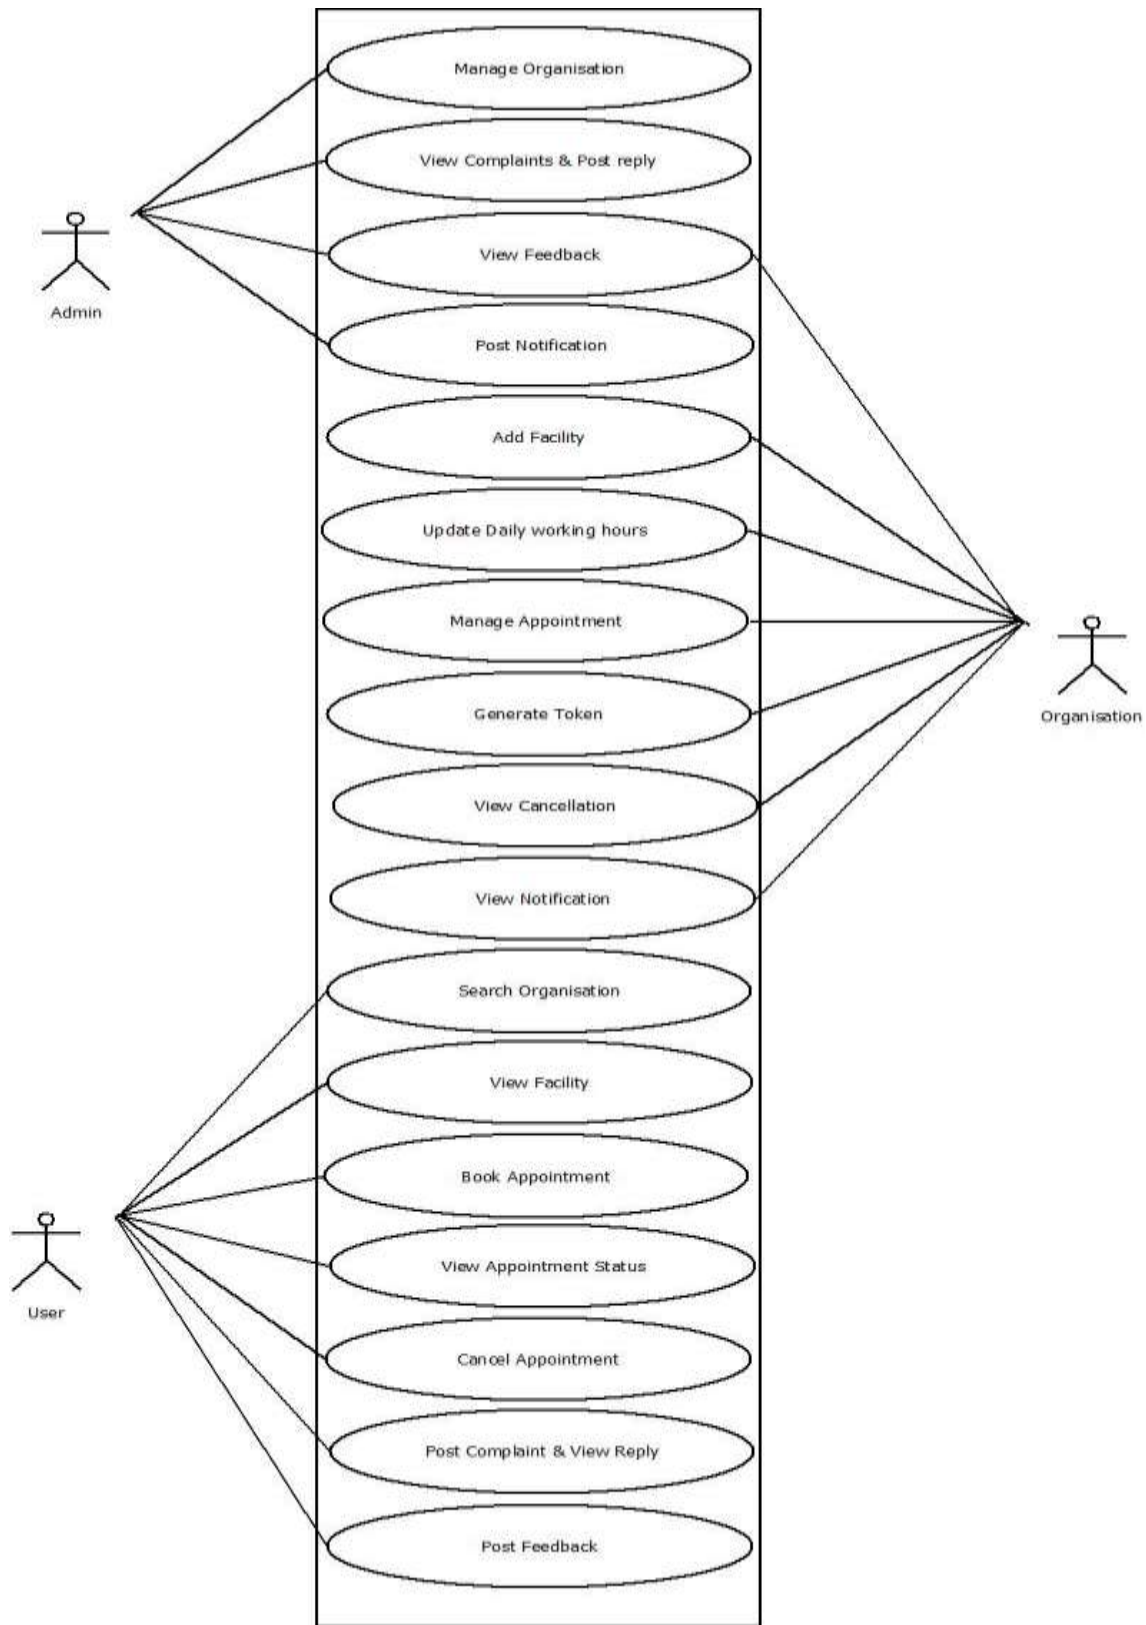 Manage Organisation
View Complaints & Post reply
View Feedback
Admin
Post Notification
Add Facility
Update Daily working hours
Manage Appointment
Generate Token
Organisation
View Cancellation
View Notification
Search Organisation
View Facility
Book Appointment
View Appointment Status
User
Cancel Appointment
Post Complaint & View Reply
Post Feedback